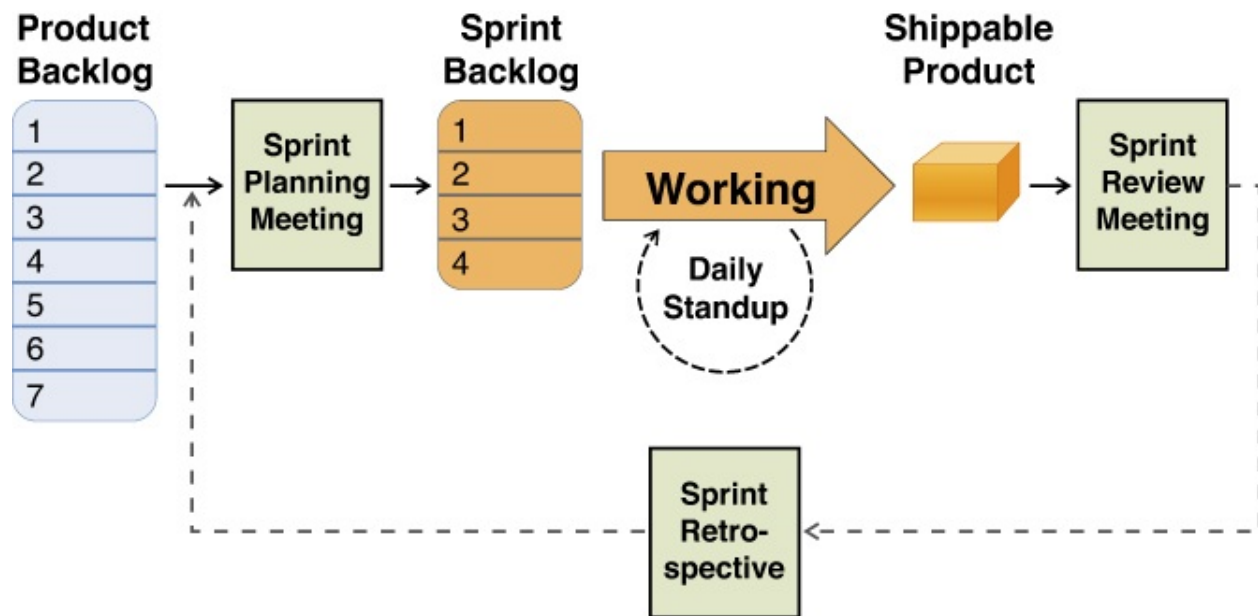 Product
Backlog
1
2
3
4
5
6
7
Sprint
Planning
Meeting
Sprint
Backlog
1
2
3
4
Working
Daily
Standup
Shippable
Product
Sprint
Review
Meeting
Sprint
Retro-
spective